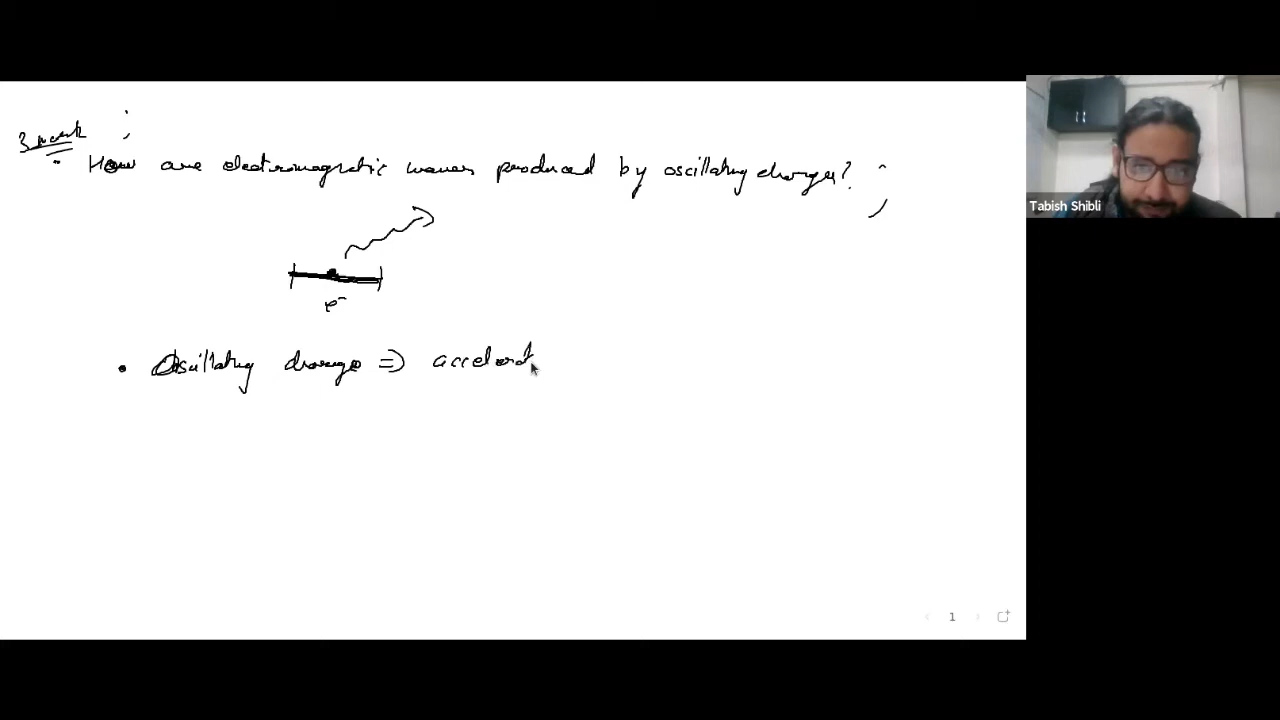 3 mark
• How are electromagnetic waves produced by oscillating charges?
e⁻
• Oscillating charge ⇒ accelerat
Tabish Shibli
1